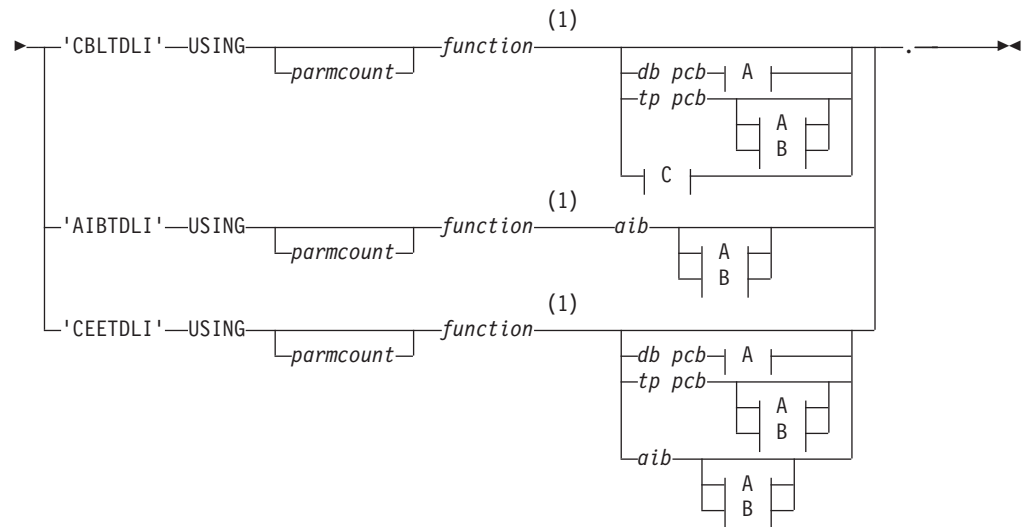 (1)
'CBLTDLI' USING function .
parmcount db pcb A
tp pcb
A
B
C
(1)
'AIBTDLI' USING function aib
parmcount A
B
(1)
'CEETDLI' USING function
parmcount db pcb A
tp pcb
A
B
aib
A
B